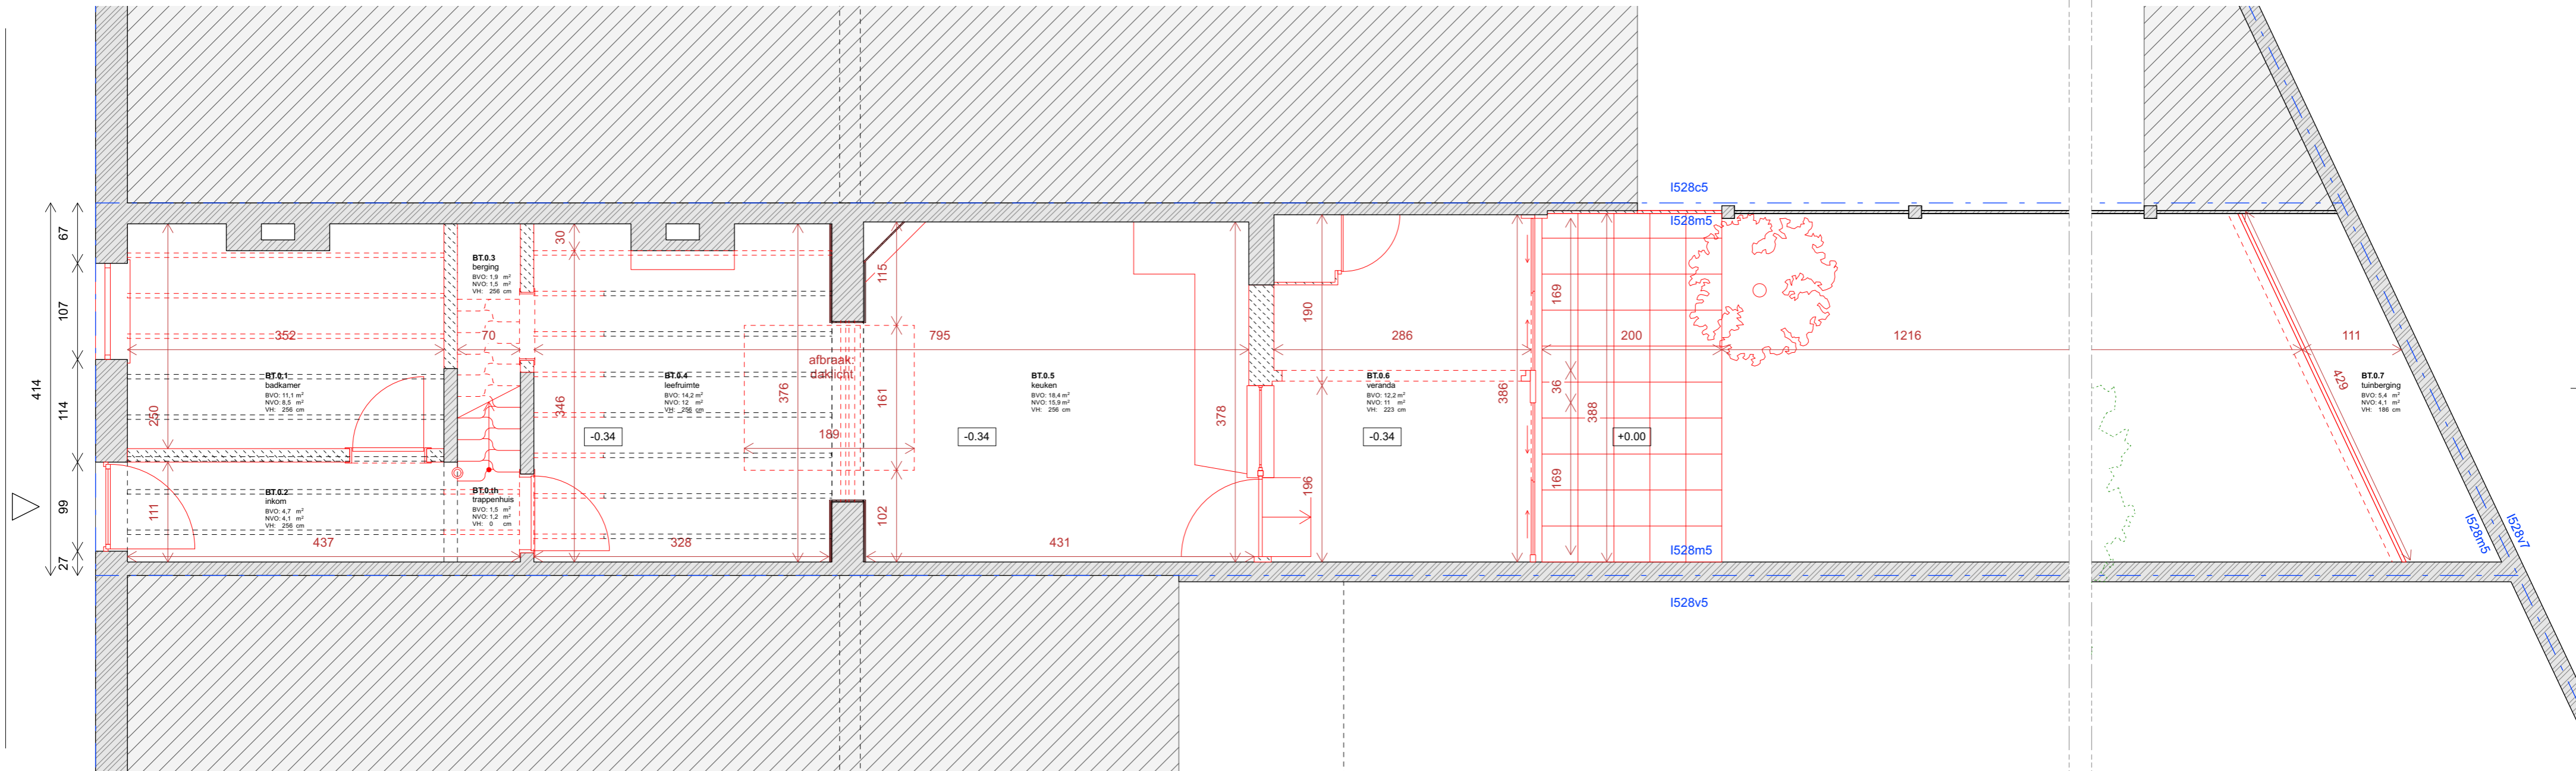 I528c5
I528m5
67
107
414
114
99
27
30
BT.0.3
berging
BVO: 1,9 m²
NVO: 1,5 m²
VH: 256 cm
115
190
169
352
70
795
286
200
1216
111
afbraak:
daklicht
BT.0.1
badkamer
BVO: 11,1 m²
NVO: 8,5 m²
VH: 256 cm
BT.0.4
leefruimte
BVO: 14,2 m²
NVO: 12 m²
VH: 256 cm
BT.0.5
keuken
BVO: 18,4 m²
NVO: 15,9 m²
VH: 256 cm
BT.0.6
veranda
BVO: 12,2 m²
NVO: 11 m²
VH: 223 cm
BT.0.7
tuinberging
BVO: 5,4 m²
NVO: 4,1 m²
VH: 186 cm
250
346
376
161
378
386
36
388
429
189
-0.34
-0.34
-0.34
+0.00
BT.0.2
inkom
BVO: 4,7 m²
NVO: 4,1 m²
VH: 256 cm
BT.0.th
trappenhuis
BVO: 1,5 m²
NVO: 1,2 m²
VH: 0 cm
111
102
196
169
437
328
431
I528m5
I528m5
I528v7
I528v5